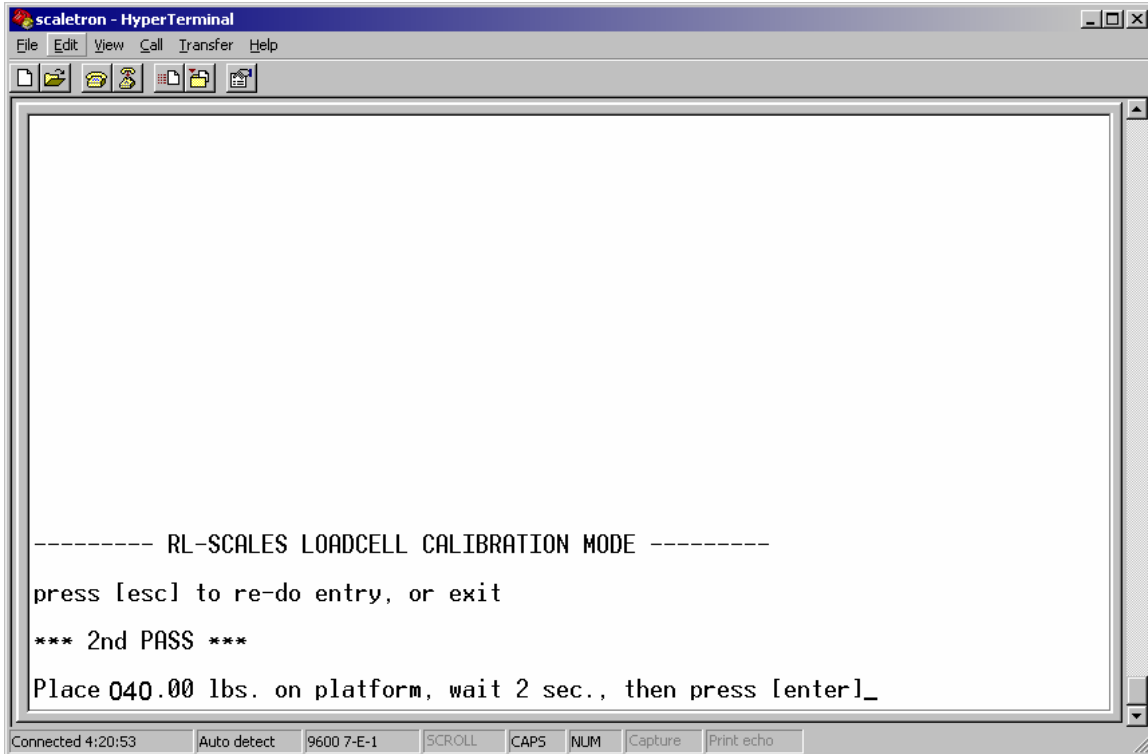 scaletron - HyperTerminal
File Edit View Call Transfer Help
--------- RL-SCALES LOADCELL CALIBRATION MODE ---------
press [esc] to re-do entry, or exit
*** 2nd PASS ***
Place 040.00 lbs. on platform, wait 2 sec., then press [enter]_
Connected 4:20:53 Auto detect 9600 7-E-1 SCROLL CAPS NUM Capture Print echo